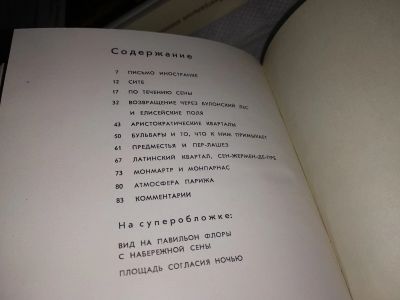 Содержание
7 ПИСЬМО ИНОСТРАНЦЕ
12 СИТЕ
17 ПО ТЕЧЕНИЮ СЕНЫ
32 ВОЗВРАЩЕНИЕ ЧЕРЕЗ БУЛОНСКИЙ ЛЕС
И ЕЛИСЕЙСКИЕ ПОЛЯ
43 АРИСТОКРАТИЧЕСКИЕ КВАРТАЛЫ
50 БУЛЬВАРЫ И ТО, ЧТО К НИМ ПРИМЫКАЕТ
61 ПРЕДМЕСТЬЯ И ПЕР-ЛАШЕЗ
67 ЛАТИНСКИЙ КВАРТАЛ, СЕН-ЖЕРМЕН-ДЕ-ПРЕ
73 МОНМАРТР И МОНПАРНАС
80 АТМОСФЕРА ПАРИЖА
83 КОММЕНТАРИИ
На суперобложке:
ВИД НА ПАВИЛЬОН ФЛОРЫ
С НАБЕРЕЖНОЙ СЕНЫ
ПЛОЩАДЬ СОГЛАСИЯ НОЧЬЮ